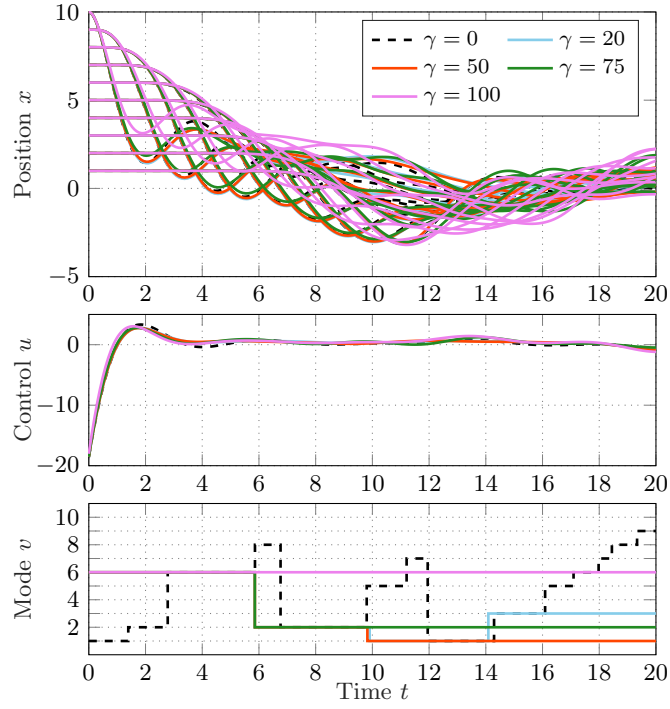 10
5
0
−5
Position x
γ = 0
γ = 20
γ = 50
γ = 75
γ = 100
0 2 4 6 8 10 12 14 16 18 20
0
−10
−20
Control u
0 2 4 6 8 10 12 14 16 18 20
10
8
6
4
2
Mode v
0 2 4 6 8 10 12 14 16 18 20
Time t